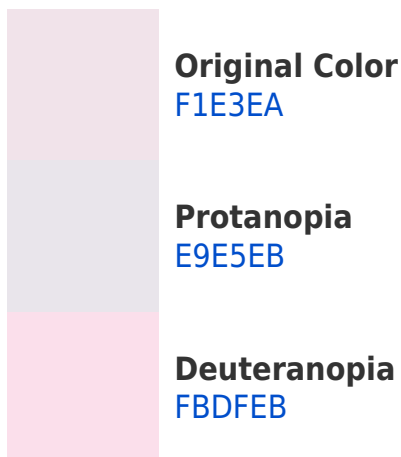 Original Color
F1E3EA
Protanopia
E9E5EB
Deuteranopia
FBDFEB